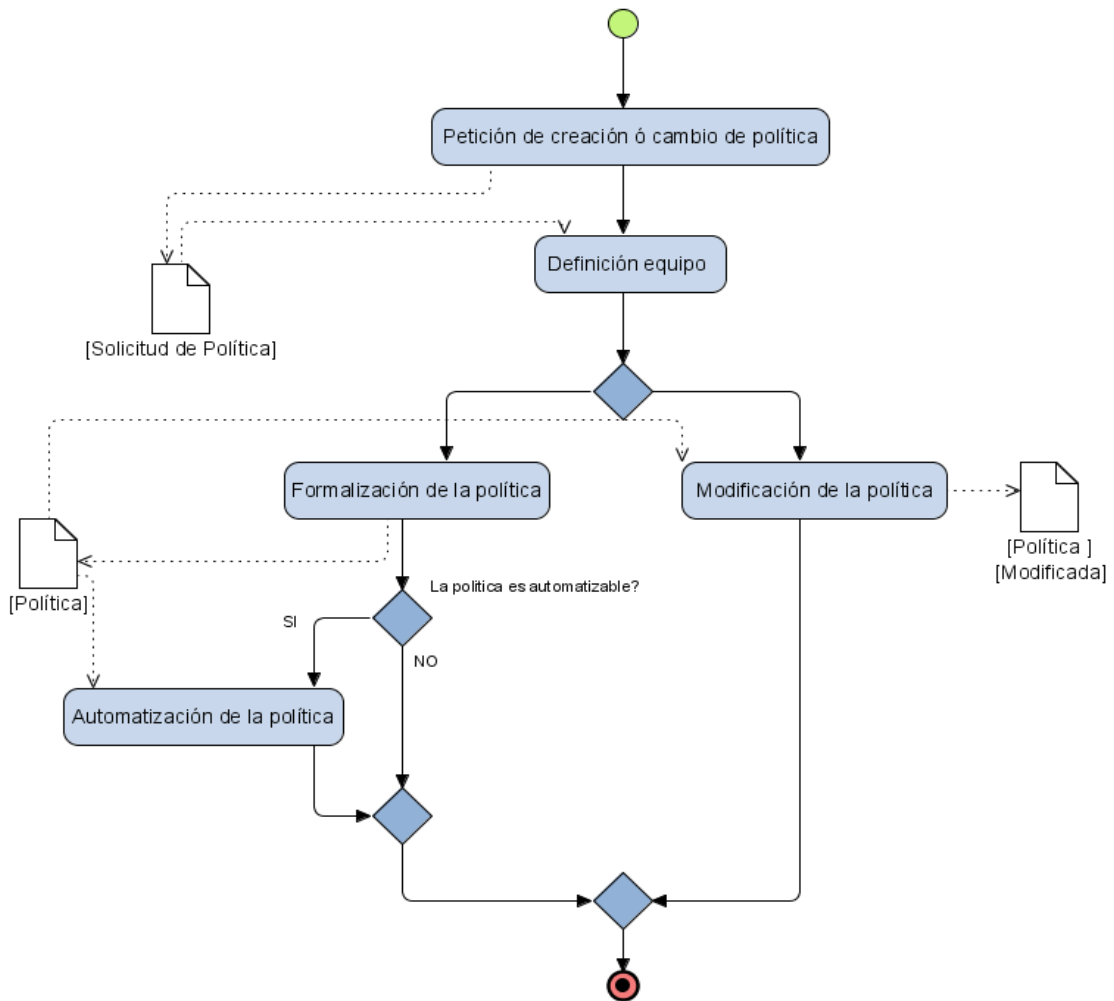 Petición de creación ó cambio de política
Definición equipo
[Solicitud de Política]
Formalización de la política
Modificación de la política
[Política ]
[Modificada]
[Política]
La politica es automatizable?
SI
NO
Automatización de la política